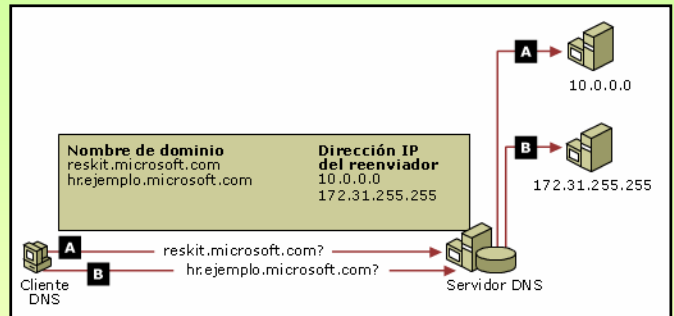 A
10.0.0.0
Nombre de dominio Dirección IP
reskit.microsoft.com del reenviador
hr.ejemplo.microsoft.com 10.0.0.0
172.31.255.255
B
172.31.255.255
A reskit.microsoft.com?
B hr.ejemplo.microsoft.com?
Cliente
DNS
Servidor DNS